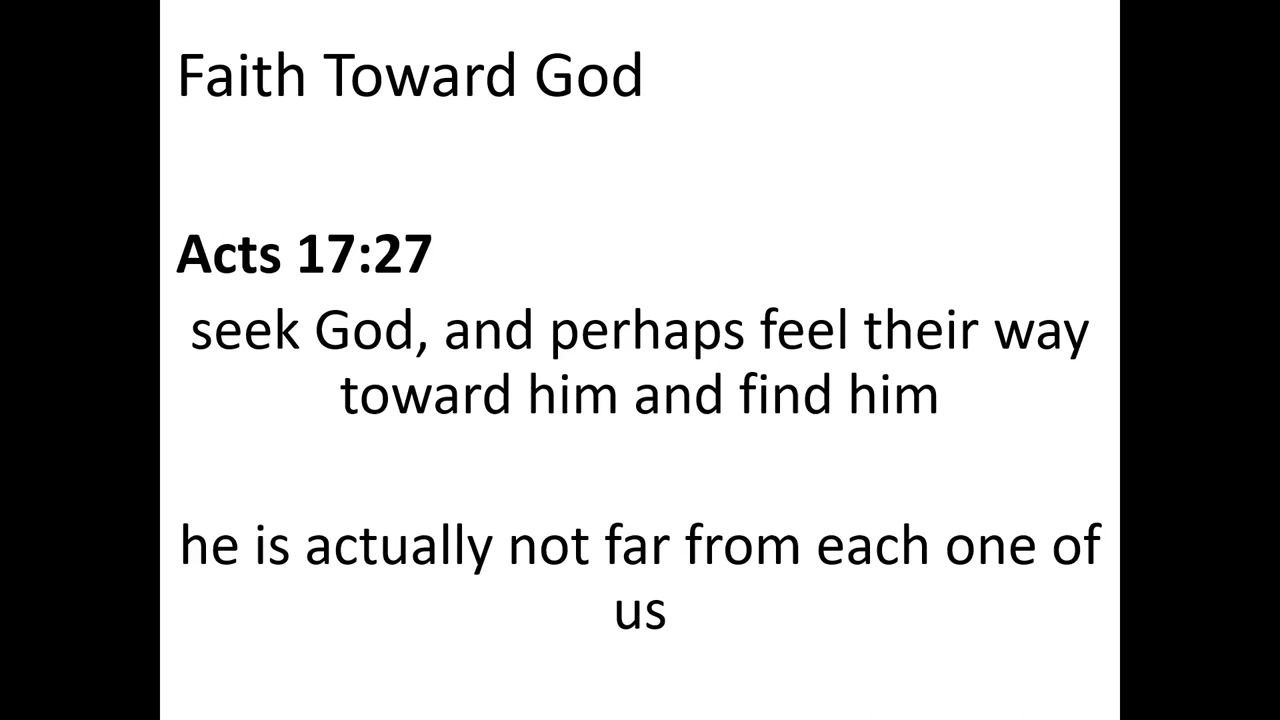 Faith Toward God
Acts 17:27
seek God, and perhaps feel their way
toward him and find him
he is actually not far from each one of
us